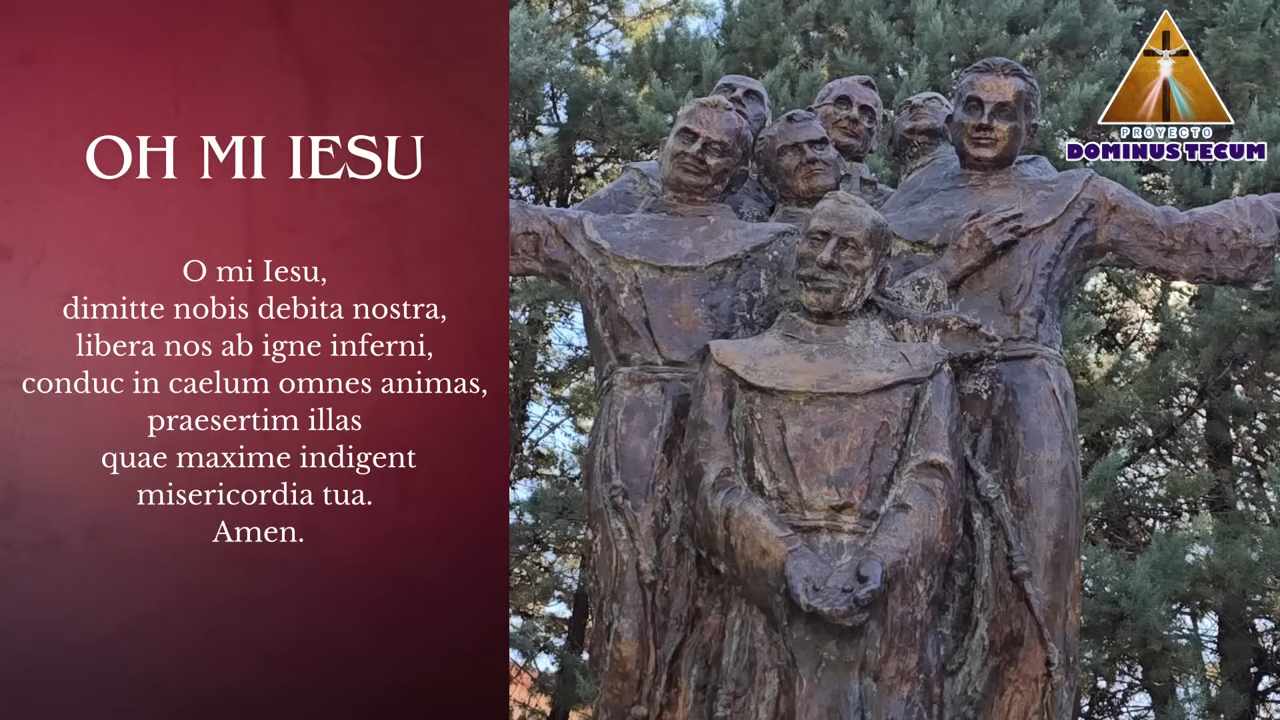 OH MI IESU
O mi Iesu,
dimitte nobis debita nostra,
libera nos ab igne inferni,
conduc in caelum omnes animas,
praesertim illas
quae maxime indigent
misericordia tua.
Amen.
PROYECTO
DOMINUS TECUM